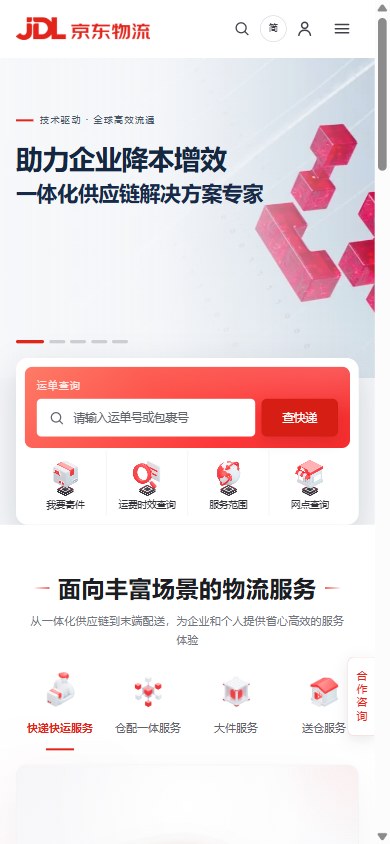 JDL 京东物流
简
技术驱动 · 全球高效流通
助力企业降本增效
一体化供应链解决方案专家
运单查询
请输入运单号或包裹号
查快递
我要寄件
运费时效查询
服务范围
网点查询
面向丰富场景的物流服务
从一体化供应链到末端配送，为企业和个人提供省心高效的服务
体验
合作咨询
快递快运服务
仓配一体服务
大件服务
送仓服务